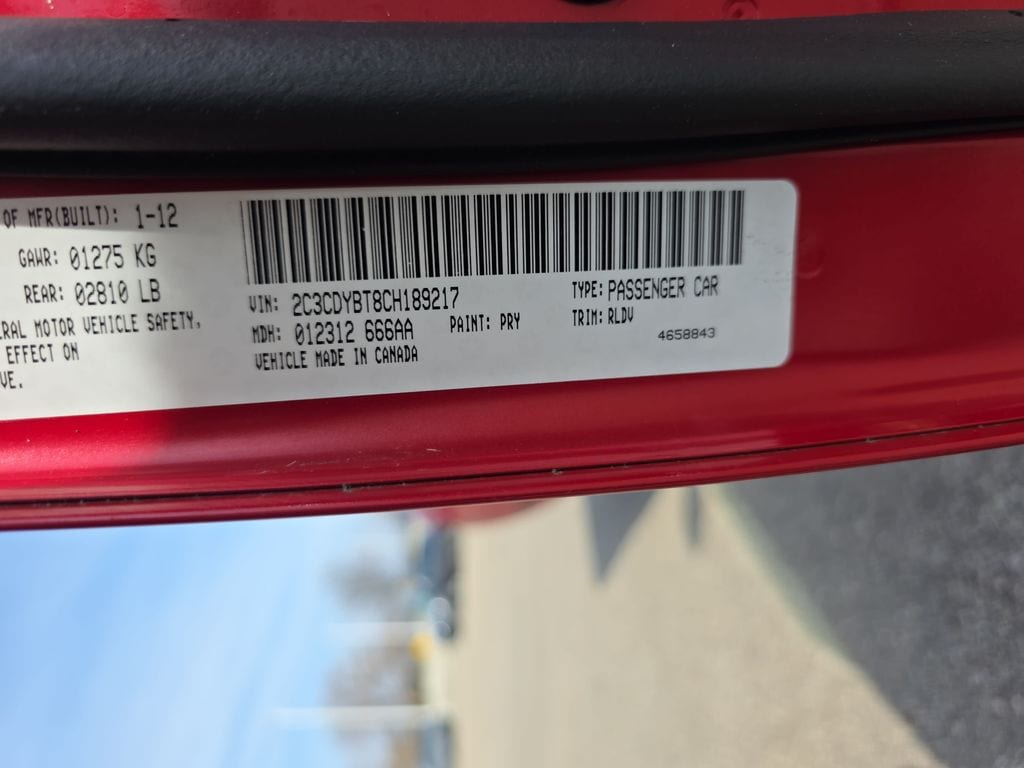 OF MFR(BUILT): 1-12
GAWR: 01275 KG
REAR: 02810 LB
ERAL MOTOR VEHICLE SAFETY,
EFFECT ON
VE.
VIN: 2C3CDYBT8CH189217
TYPE: PASSENGER CAR
MDH: 012312 666AA
PAINT: PRY
TRIM: RLDV
VEHICLE MADE IN CANADA
4658843